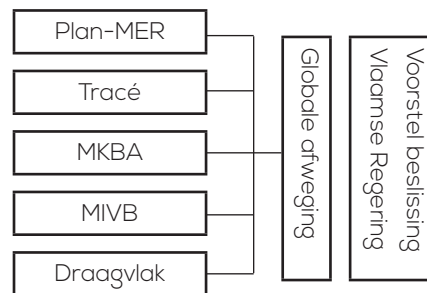 Plan-MER
Tracé
MKBA
MIVB
Draagvlak
Globale afweging
Voorstel beslissing
Vlaamse Regering